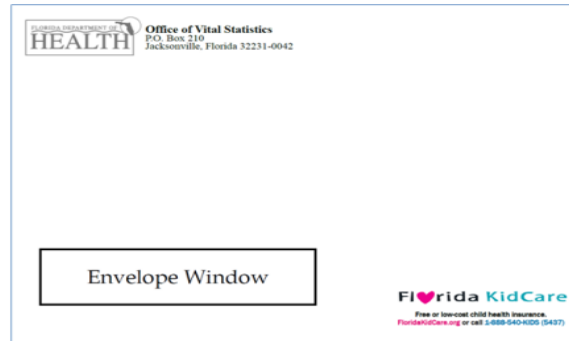 FLORIDA DEPARTMENT OF
HEALTH
Office of Vital Statistics
P.O. Box 210
Jacksonville, Florida 32231-0042
Envelope Window
Florida KidCare
Free or low-cost child health insurance.
FloridaKidCare.org or call 1-888-540-KIDS (5437)